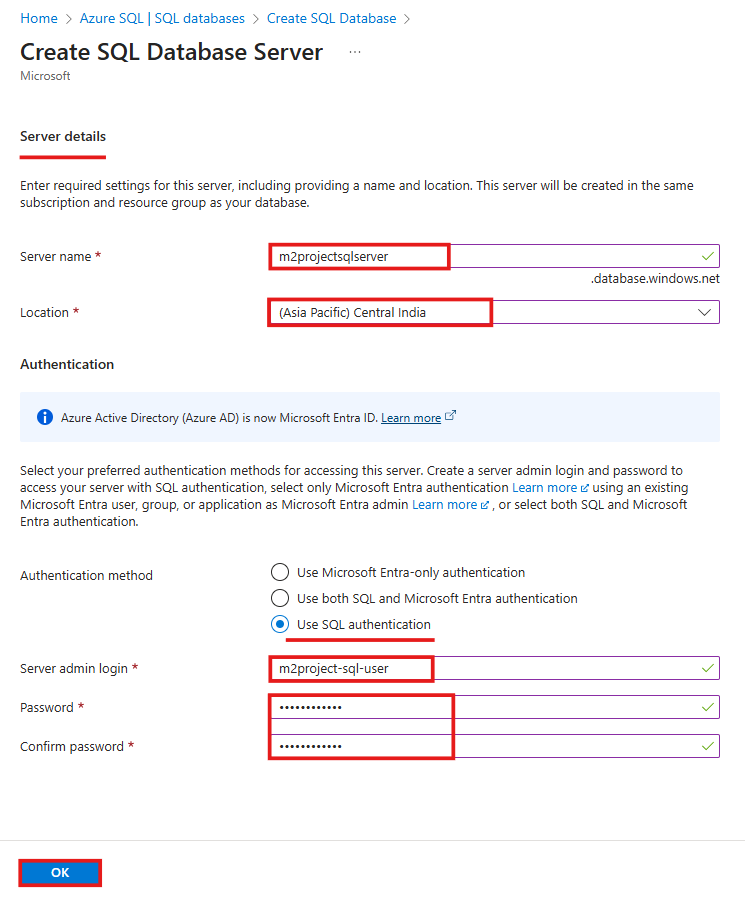 Home > Azure SQL | SQL databases > Create SQL Database >
Create SQL Database Server ...
Microsoft
Server details
Enter required settings for this server, including providing a name and location. This server will be created in the same
subscription and resource group as your database.
Server name * m2projectsqlserver
.database.windows.net
Location * (Asia Pacific) Central India
Authentication
Azure Active Directory (Azure AD) is now Microsoft Entra ID. Learn more
Select your preferred authentication methods for accessing this server. Create a server admin login and password to
access your server with SQL authentication, select only Microsoft Entra authentication Learn more using an existing
Microsoft Entra user, group, or application as Microsoft Entra admin Learn more , or select both SQL and Microsoft
Entra authentication.
Authentication method
Use Microsoft Entra-only authentication
Use both SQL and Microsoft Entra authentication
Use SQL authentication
Server admin login * m2project-sql-user
Password * ••••••••••••
Confirm password * ••••••••••••
OK